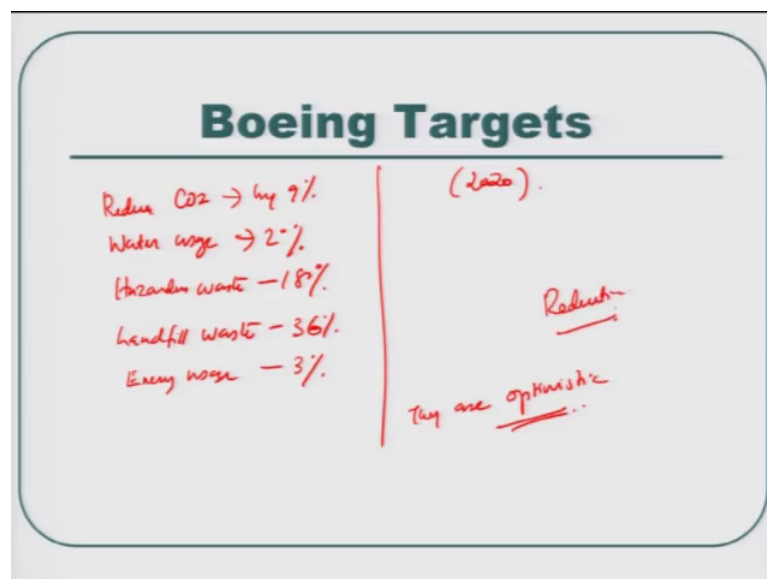 Boeing Targets
Reduce CO2 → by 9%
Water usage → 20%
Hazardous waste – 18%
Landfill waste – 36%.
Energy usage – 3%.
(2020).
Reduction
They are optimistic..